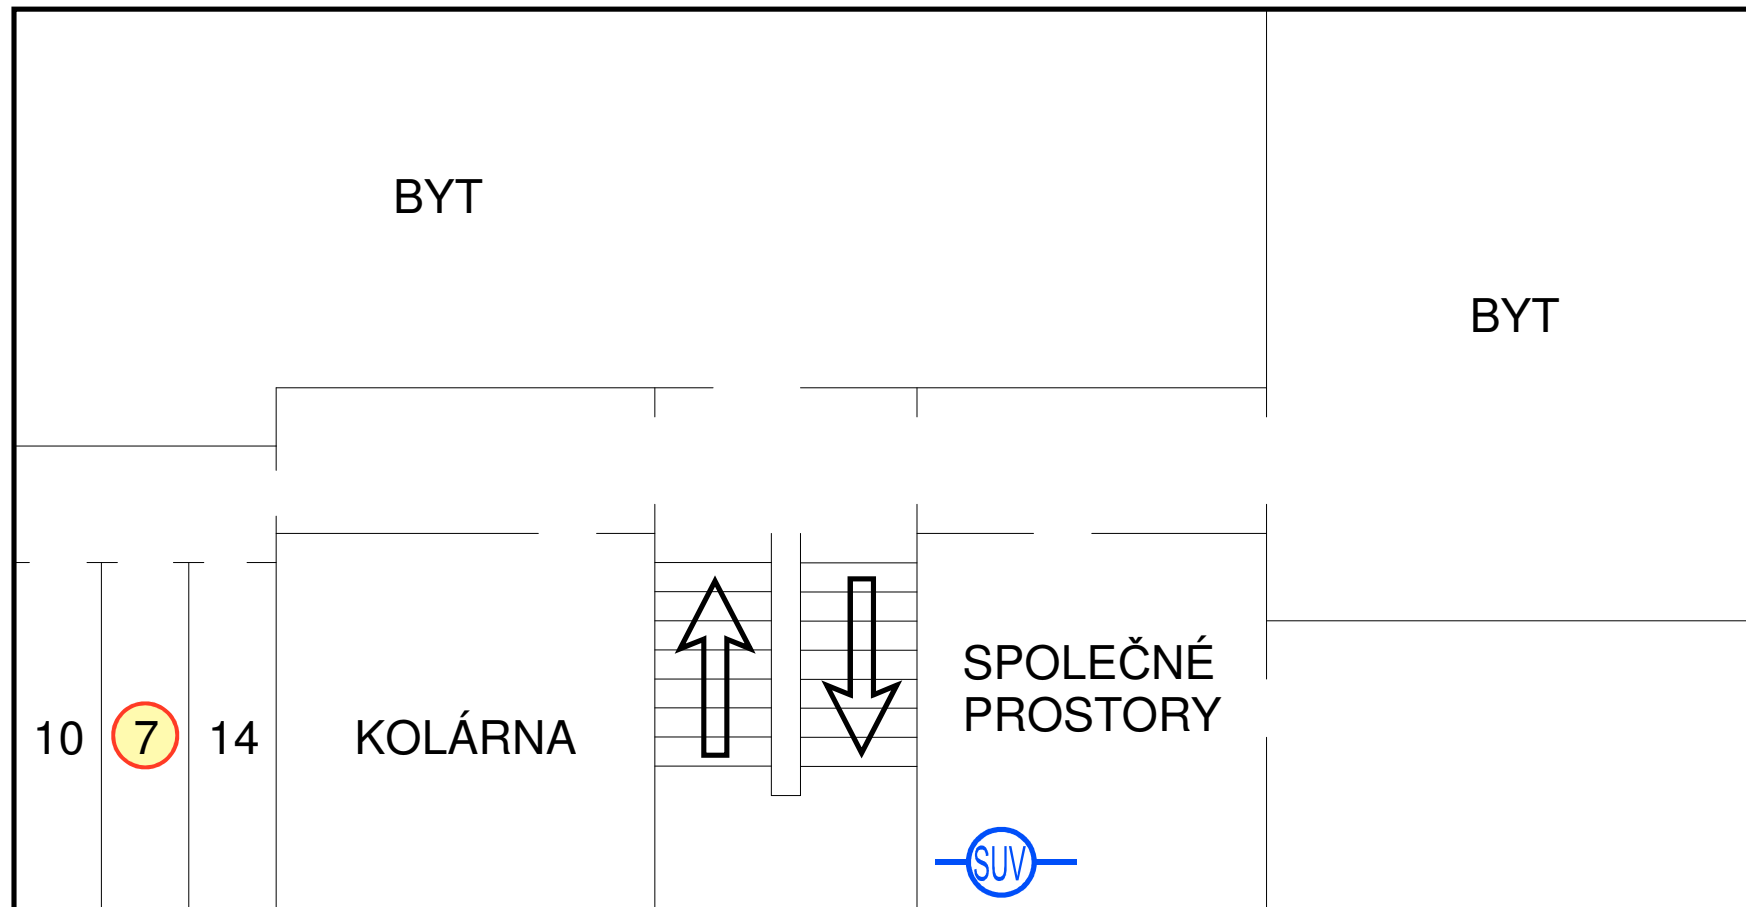 BYT
BYT
SPOLEČNÉ
PROSTORY
10
7
14
KOLÁRNA
SUV